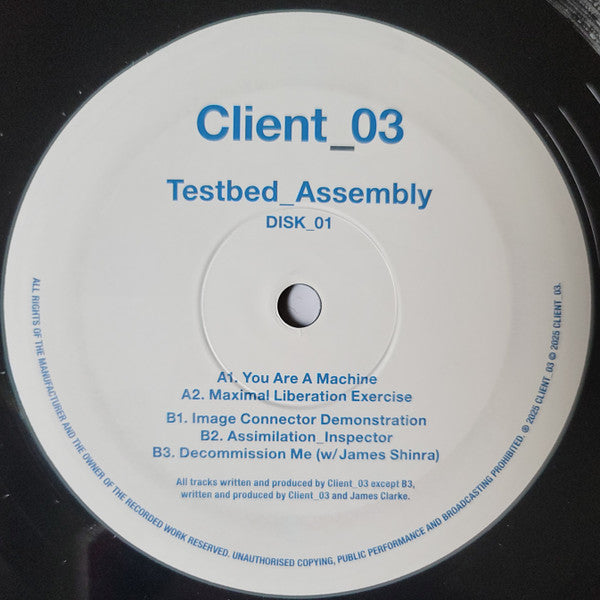 Client_03
Testbed_Assembly
DISK_01
A1. You Are A Machine
A2. Maximal Liberation Exercise
B1. Image Connector Demonstration
B2. Assimilation_Inspector
B3. Decommission Me (w/James Shinra)
All tracks written and produced by Client_03 except B3,
written and produced by Client_03 and James Clarke.
ALL RIGHTS OF THE MANUFACTURER AND THE OWNER OF THE RECORDED WORK RESERVED. UNAUTHORISED COPYING, PUBLIC PERFORMANCE AND BROADCASTING PROHIBITED. ℗ 2025 CLIENT_03 © 2025 CLIENT_03.